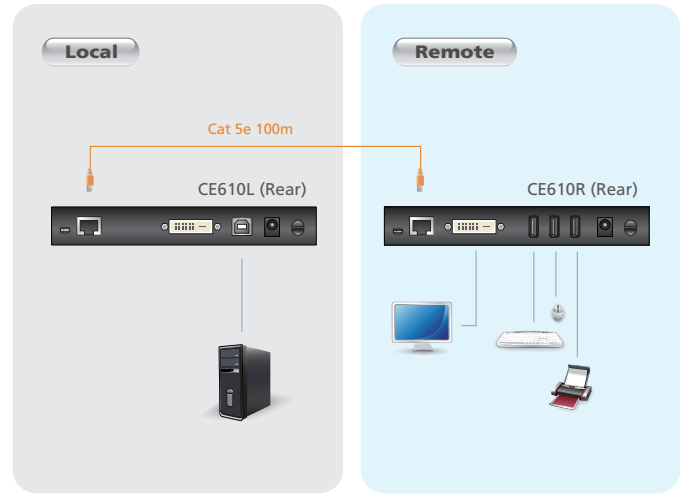 Local
Remote
Cat 5e 100m
CE610L (Rear)
CE610R (Rear)